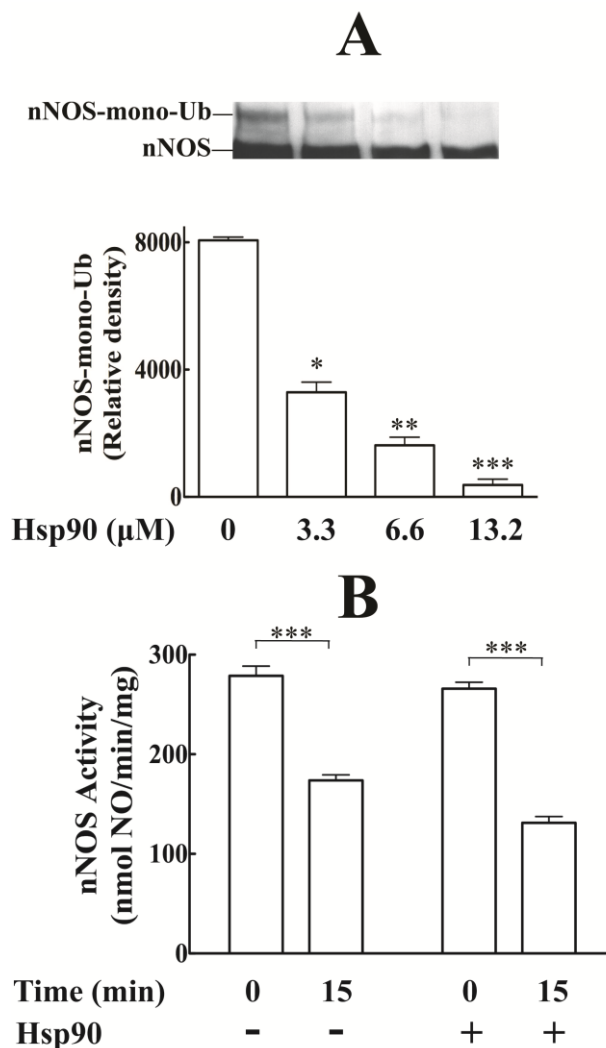 A
nNOS-mono-Ub
nNOS
nNOS-mono-Ub
(Relative density)
8000
4000
0
*
**
***
Hsp90 (μM) 0 3.3 6.6 13.2
B
nNOS Activity
(nmol NO/min/mg)
300
200
100
0
***
***
Time (min) 0 15 0 15
Hsp90 - - + +